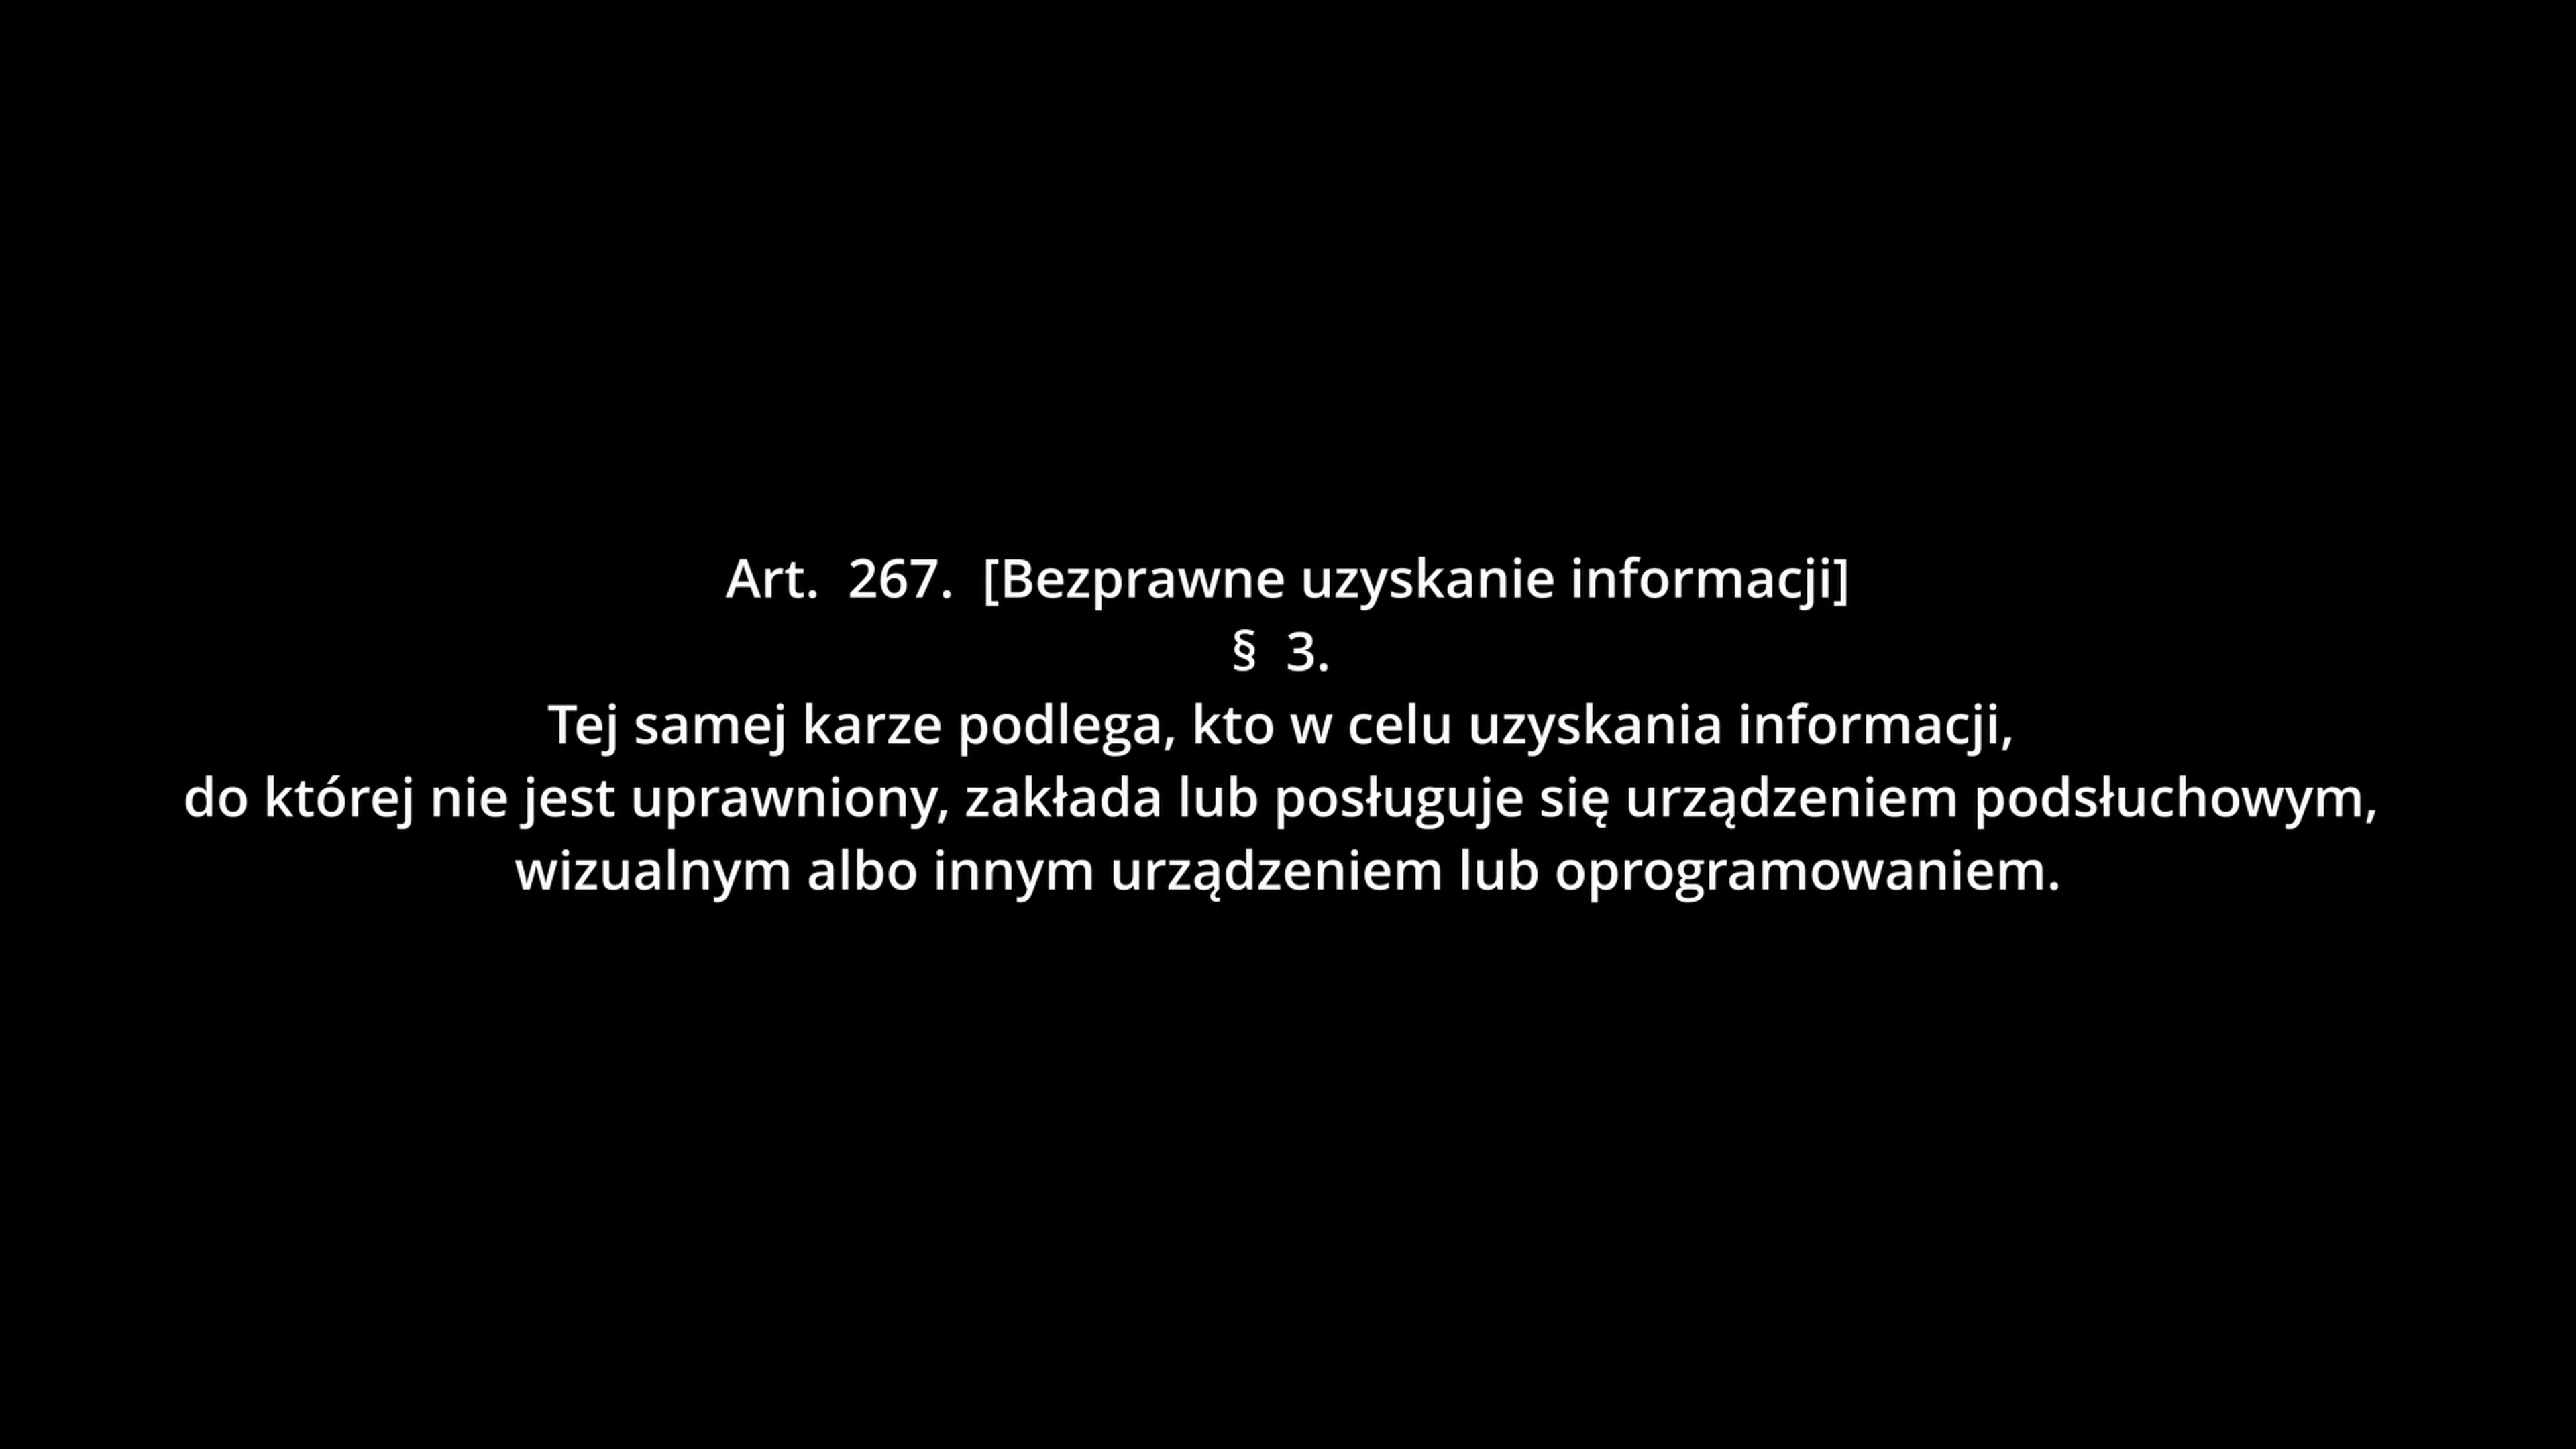 Art. 267. [Bezprawne uzyskanie informacji]
§ 3.
Tej samej karze podlega, kto w celu uzyskania informacji,
do której nie jest uprawniony, zakłada lub posługuje się urządzeniem podsłuchowym,
wizualnym albo innym urządzeniem lub oprogramowaniem.